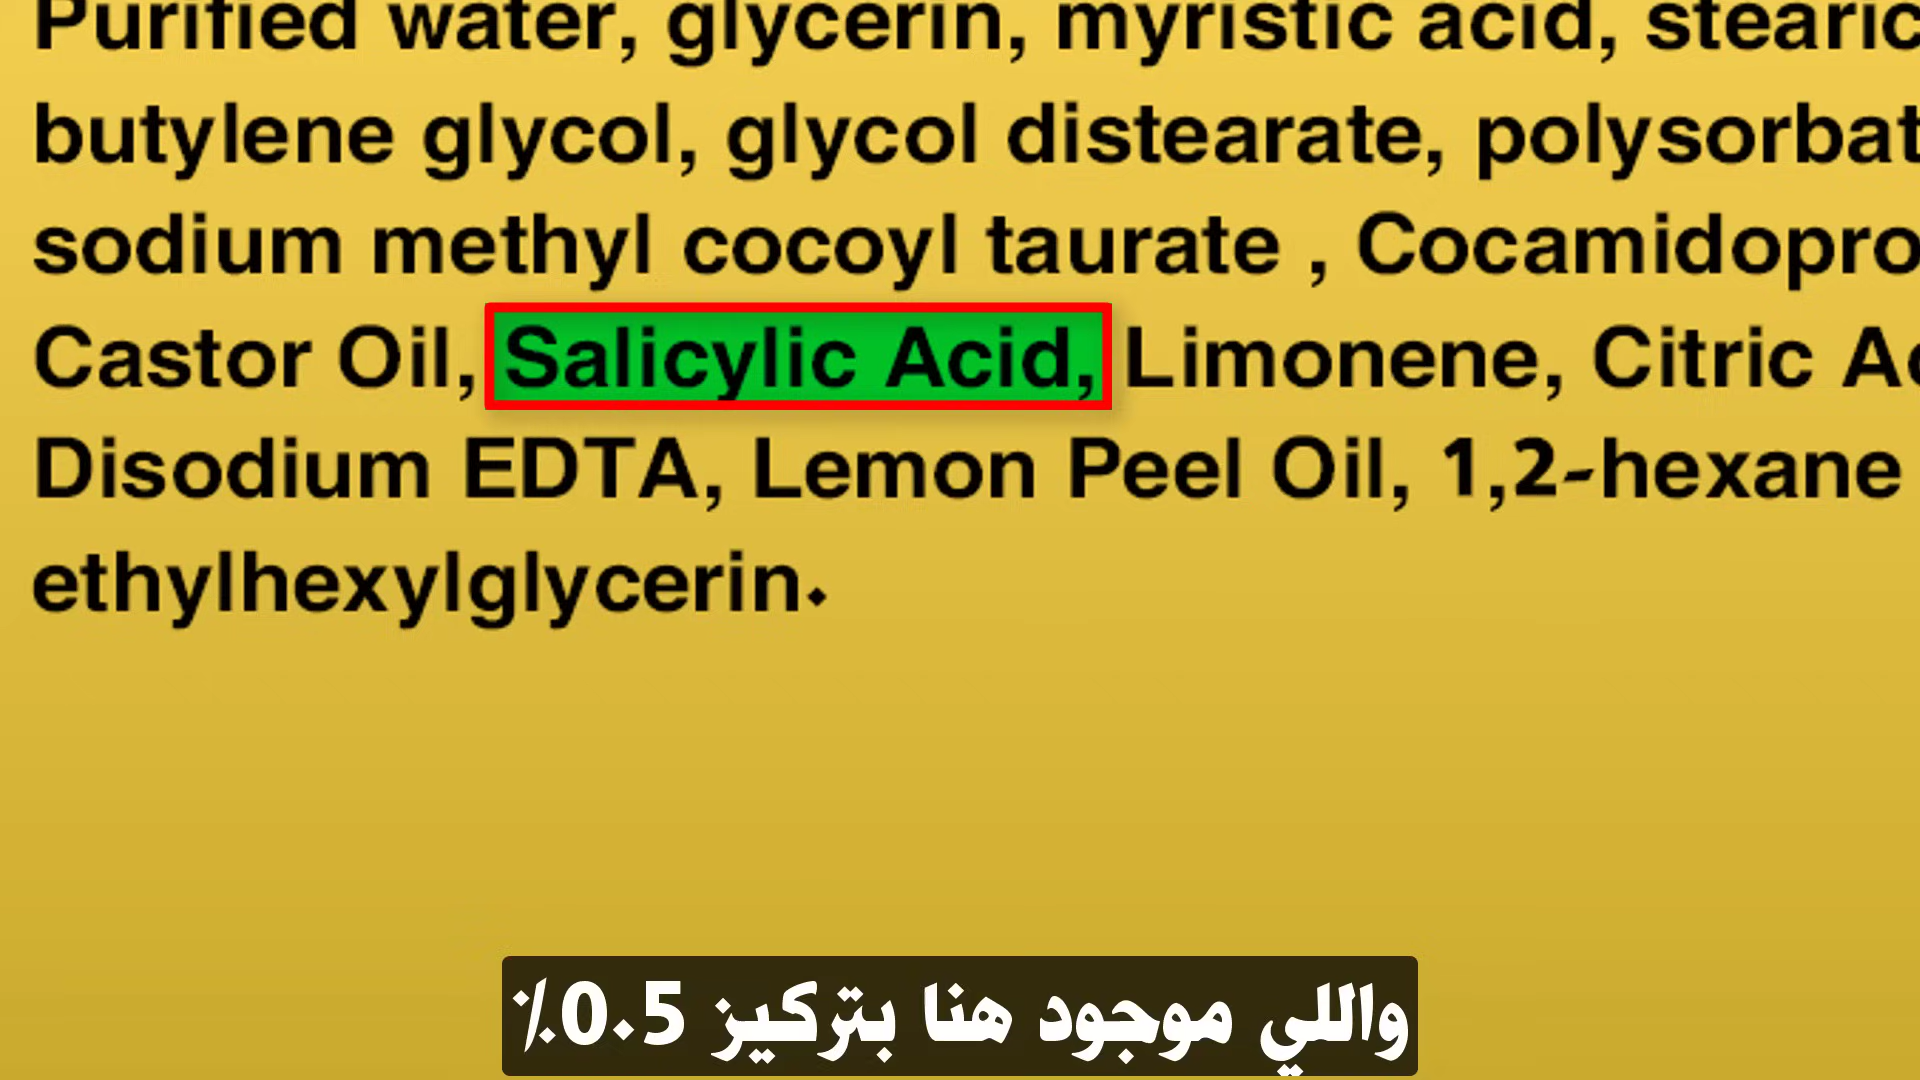 Purified water, glycerin, myristic acid, stearic
butylene glycol, glycol distearate, polysorbat
sodium methyl cocoyl taurate , Cocamidopro
Castor Oil, Salicylic Acid, Limonene, Citric Ac
Disodium EDTA, Lemon Peel Oil, 1,2-hexane
ethylhexylglycerin.
واللي موجود هنا بتركيز 0.5٪